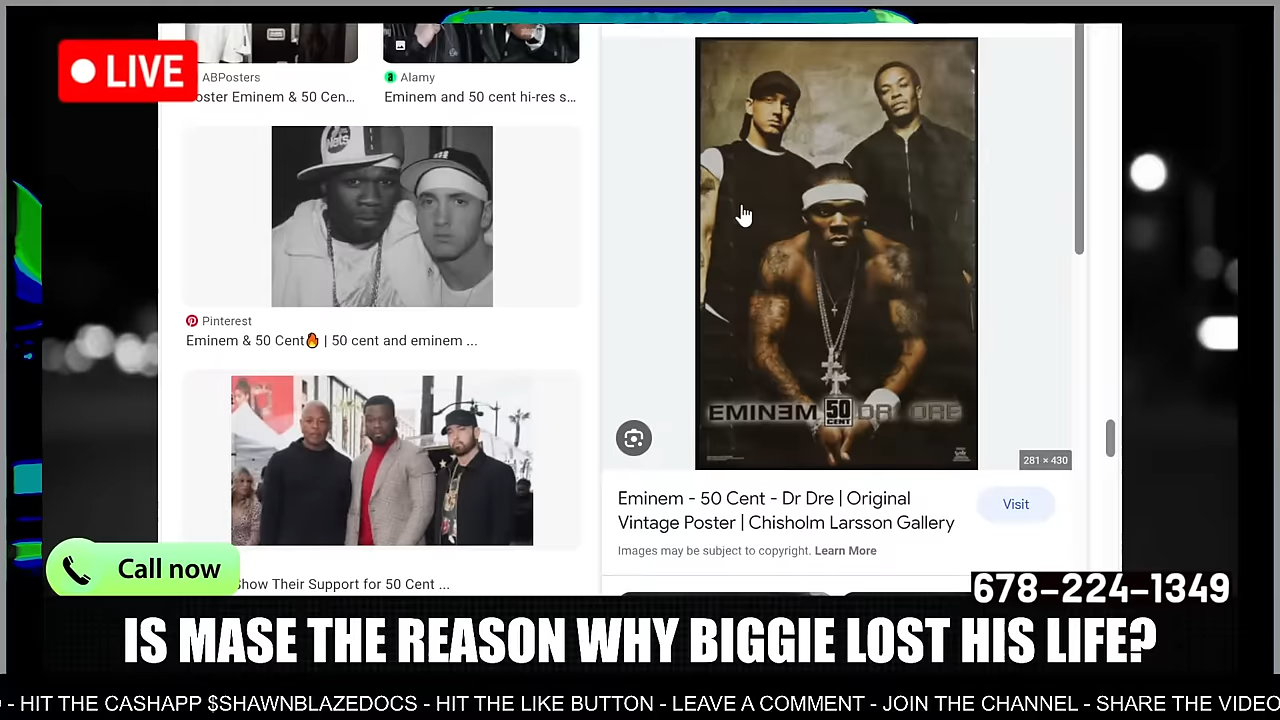 LIVE
ABPosters
oster Eminem & 50 Cen...
Alamy
Eminem and 50 cent hi-res s...
Nets
Pinterest
Eminem & 50 Cent🔥 | 50 cent and eminem ...
how Their Support for 50 Cent ...
EMINEM 50 CENT DR DRE
281 × 430
Eminem - 50 Cent - Dr Dre | Original
Vintage Poster | Chisholm Larsson Gallery
Visit
Images may be subject to copyright. Learn More
Call now
678-224-1349
IS MASE THE REASON WHY BIGGIE LOST HIS LIFE?
- HIT THE CASHAPP $SHAWNBLAZEDOCS - HIT THE LIKE BUTTON - LEAVE A COMMENT - JOIN THE CHANNEL - SHARE THE VIDEO